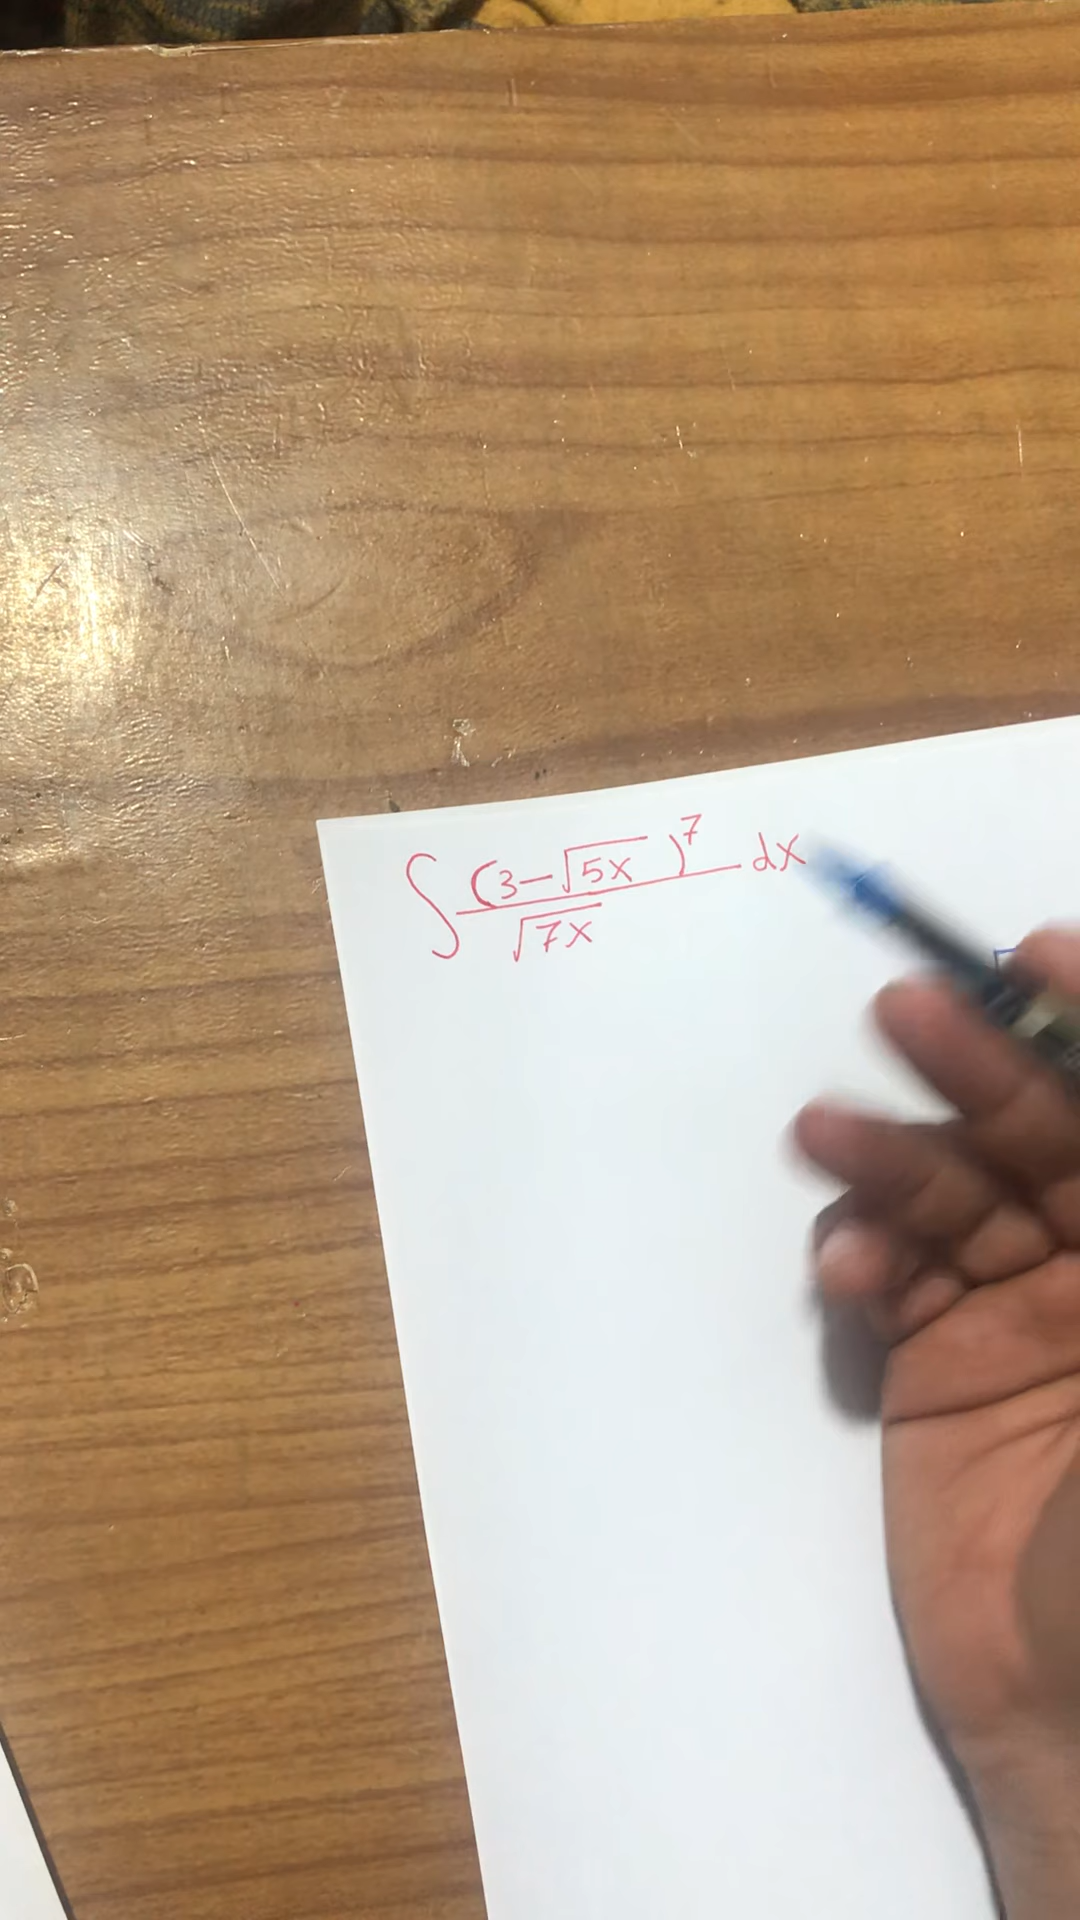 ∫ (3-√5x)^7 / √7x dx